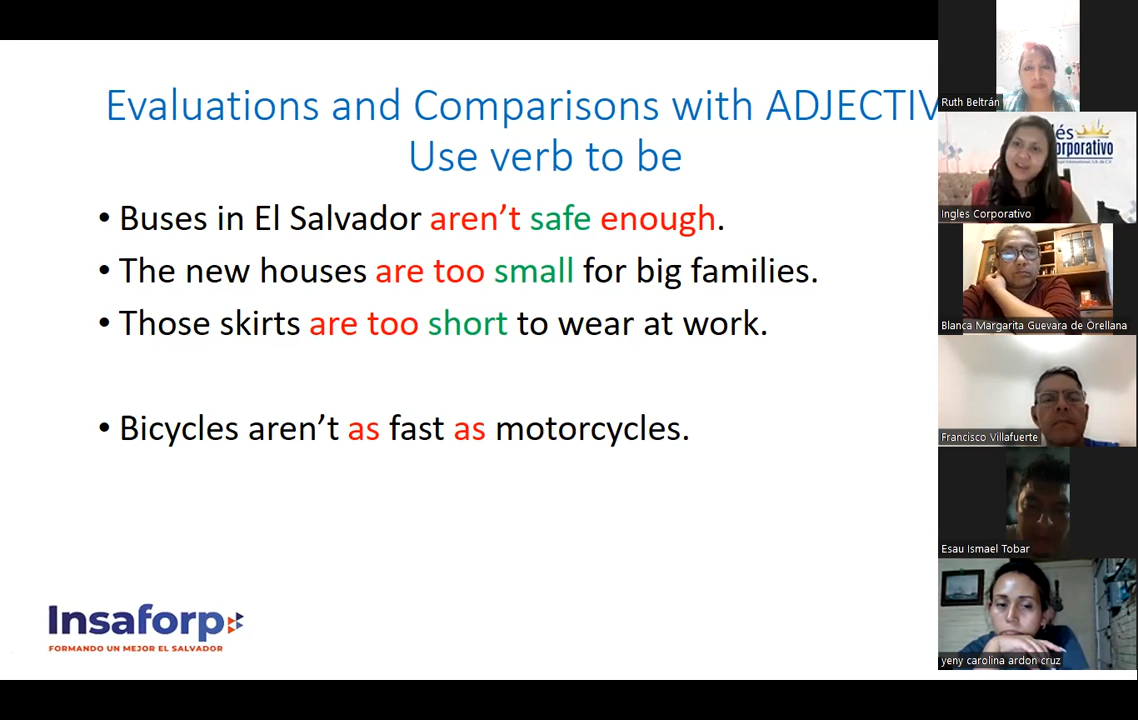 Evaluations and Comparisons with ADJECTIV
Use verb to be
• Buses in El Salvador aren’t safe enough.
• The new houses are too small for big families.
• Those skirts are too short to wear at work.
• Bicycles aren’t as fast as motorcycles.
Insaforp
FORMANDO UN MEJOR EL SALVADOR
Ruth Beltrán
és
orporativo
Ingles Corporativo
Blanca Margarita Guevara de Orellana
Francisco Villafuerte
Esau Ismael Tobar
yeny carolina ardon cruz